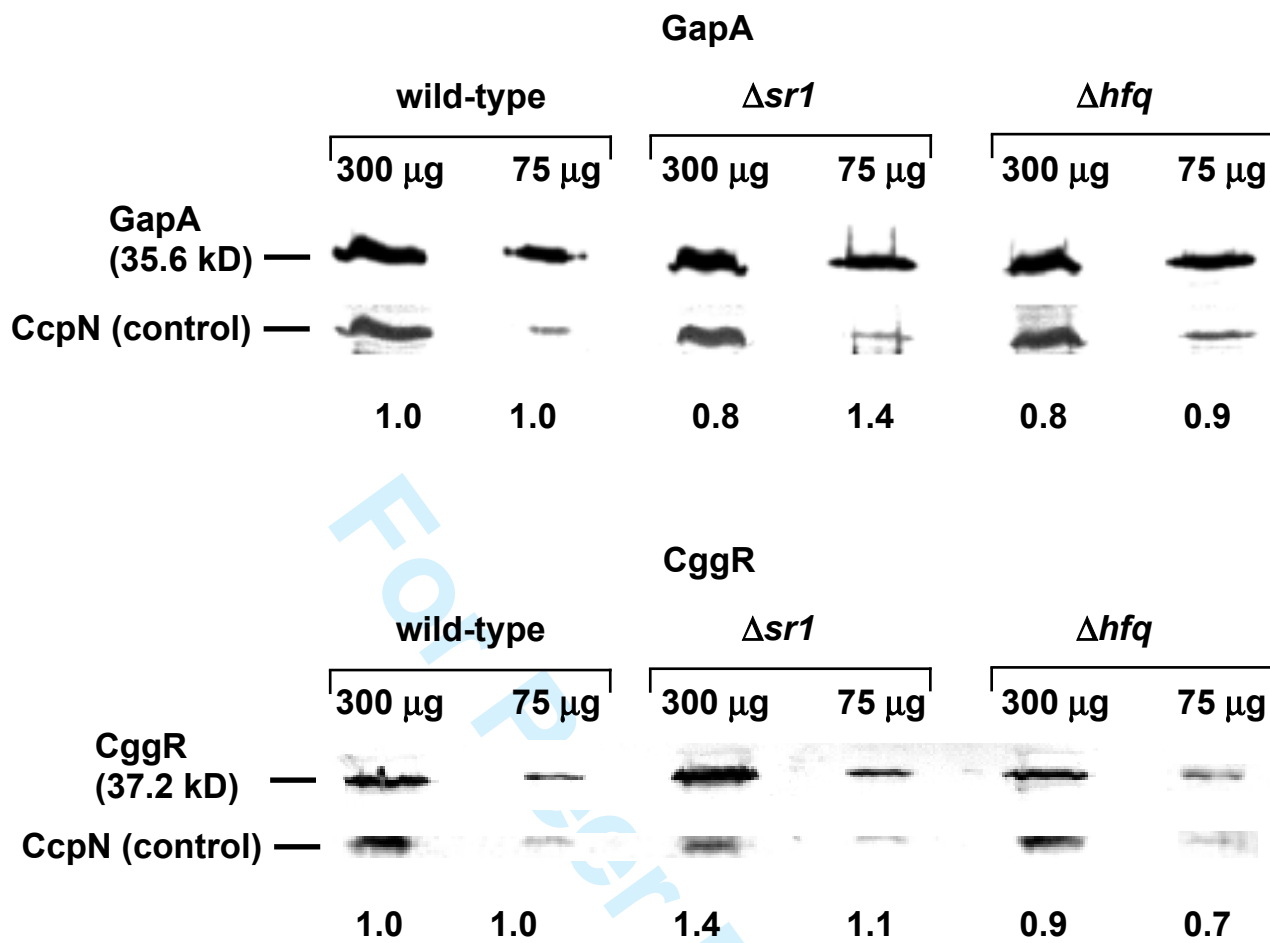 GapA
wild-type Δsr1 Δhfq
300 μg 75 μg 300 μg 75 μg 300 μg 75 μg
GapA
(35.6 kD)
CcpN (control)
1.0 1.0 0.8 1.4 0.8 0.9
CggR
wild-type Δsr1 Δhfq
300 μg 75 μg 300 μg 75 μg 300 μg 75 μg
CggR
(37.2 kD)
CcpN (control)
1.0 1.0 1.4 1.1 0.9 0.7
For Peer